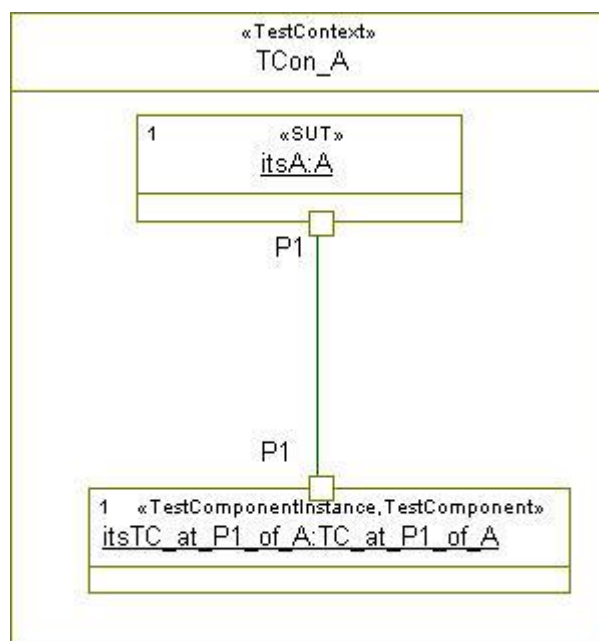 «TestContext»
TCon_A
1 «SUT»
itsA:A
P1
P1
1 «TestComponentInstance,TestComponent»
itsTC_at_P1_of_A:TC_at_P1_of_A